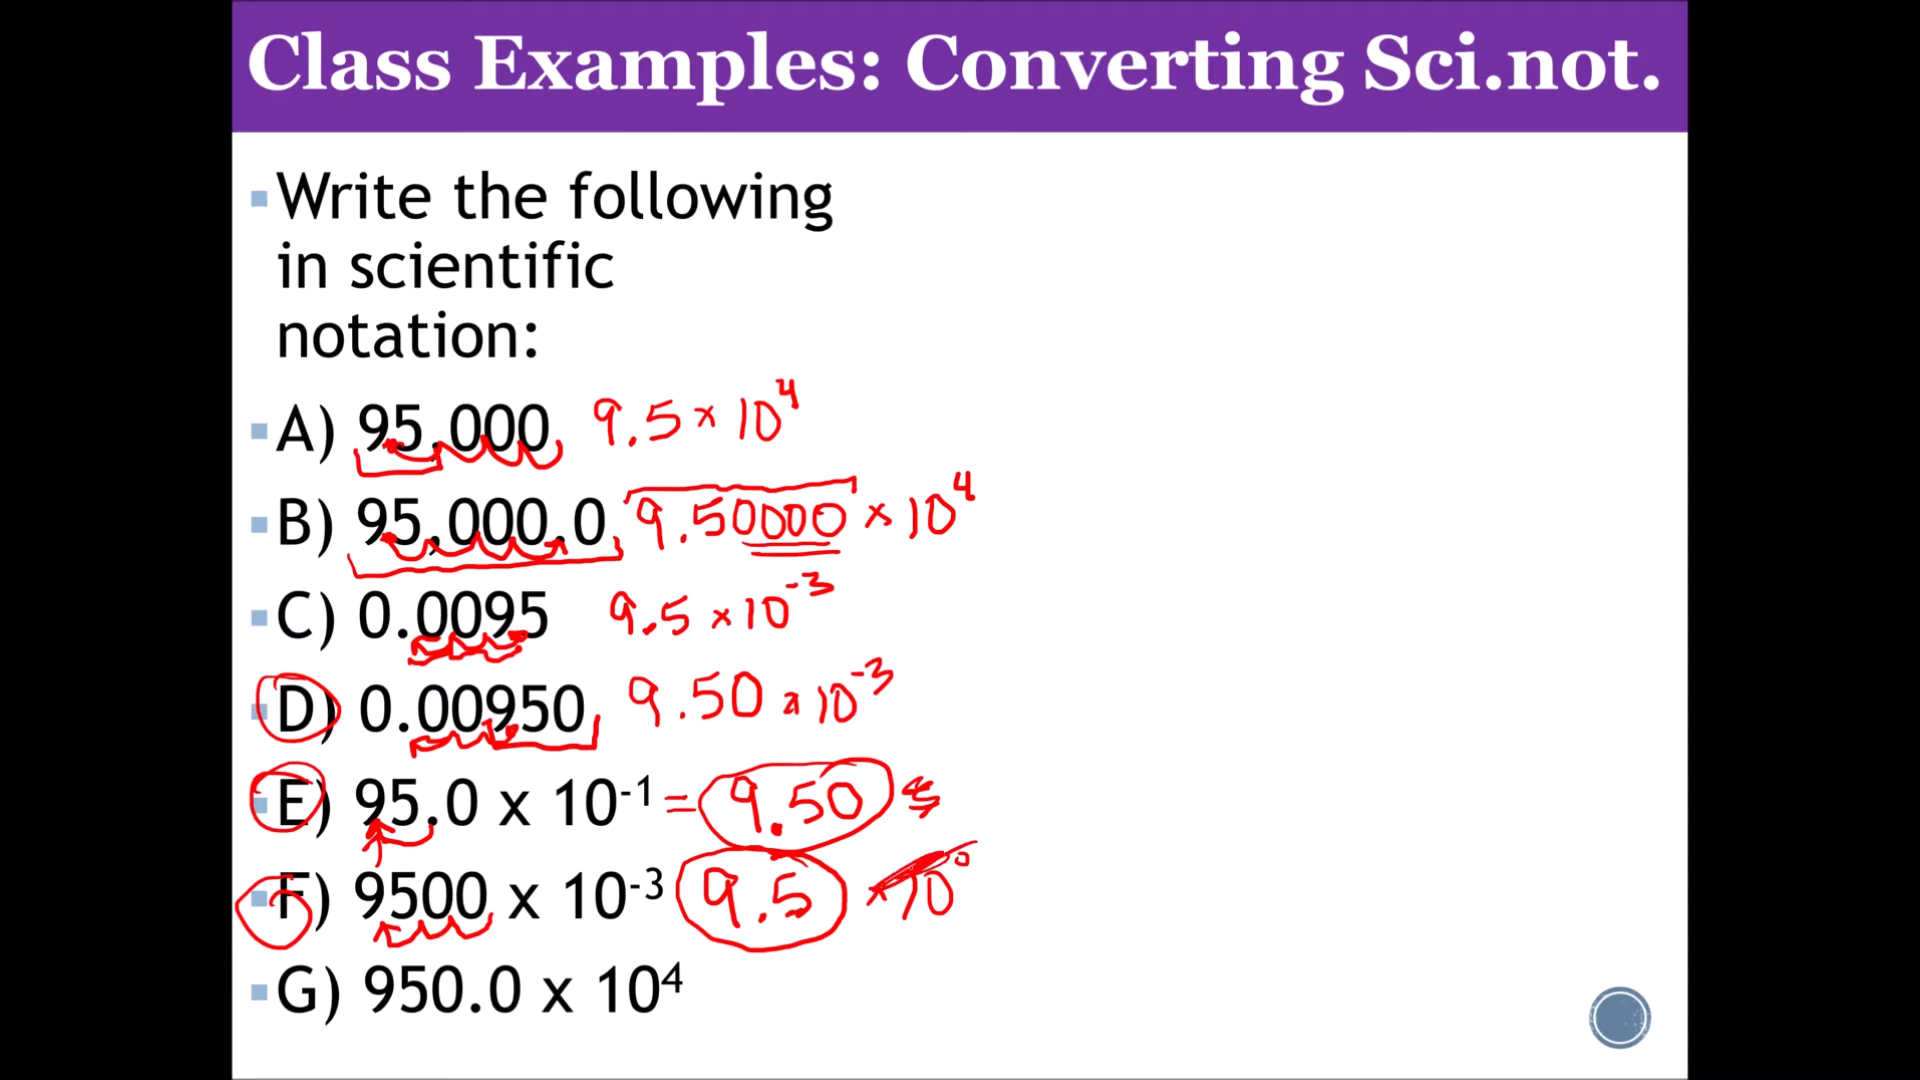 Class Examples: Converting Sci.not.
Write the following
in scientific
notation:
A) 95,000 9.5 × 10⁴
B) 95,000.0 9.50000 × 10⁴
C) 0.0095 9.5 × 10⁻³
D) 0.00950 9.50 × 10⁻³
E) 95.0 x 10⁻¹ = 9.50
F) 9500 x 10⁻³ 9.5 × 10⁰
G) 950.0 x 10⁴